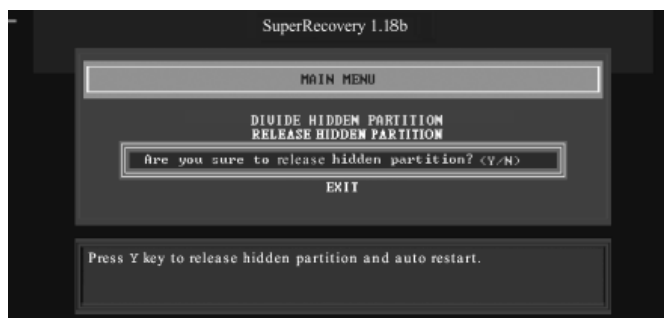 SuperRecovery 1.18b
MAIN MENU
DIVIDE HIDDEN PARTITION
RELEASE HIDDEN PARTITION
Are you sure to release hidden partition? (Y/N)
EXIT
Press Y key to release hidden partition and auto restart.